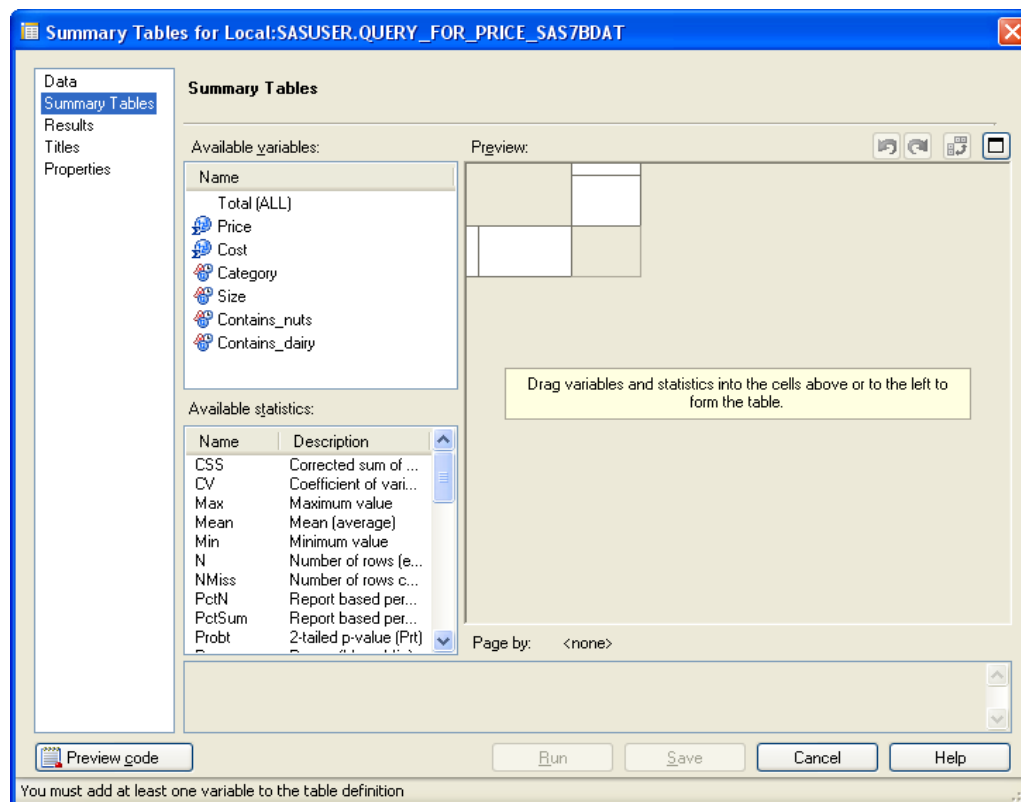 Summary Tables for Local:SASUSER.QUERY_FOR_PRICE_SAS7BDAT
Data
Summary Tables
Results
Titles
Properties
Summary Tables
Available variables:
Name
Total (ALL)
Price
Cost
Category
Size
Contains_nuts
Contains_dairy
Available statistics:
Name Description
CSS Corrected sum of ...
CV Coefficient of vari...
Max Maximum value
Mean Mean (average)
Min Minimum value
N Number of rows (e...
NMiss Number of rows c...
PctN Report based per...
PctSum Report based per...
Probt 2-tailed p-value (Prt)
Preview:
Drag variables and statistics into the cells above or to the left to
form the table.
Page by: <none>
Preview code
Run
Save
Cancel
Help
You must add at least one variable to the table definition